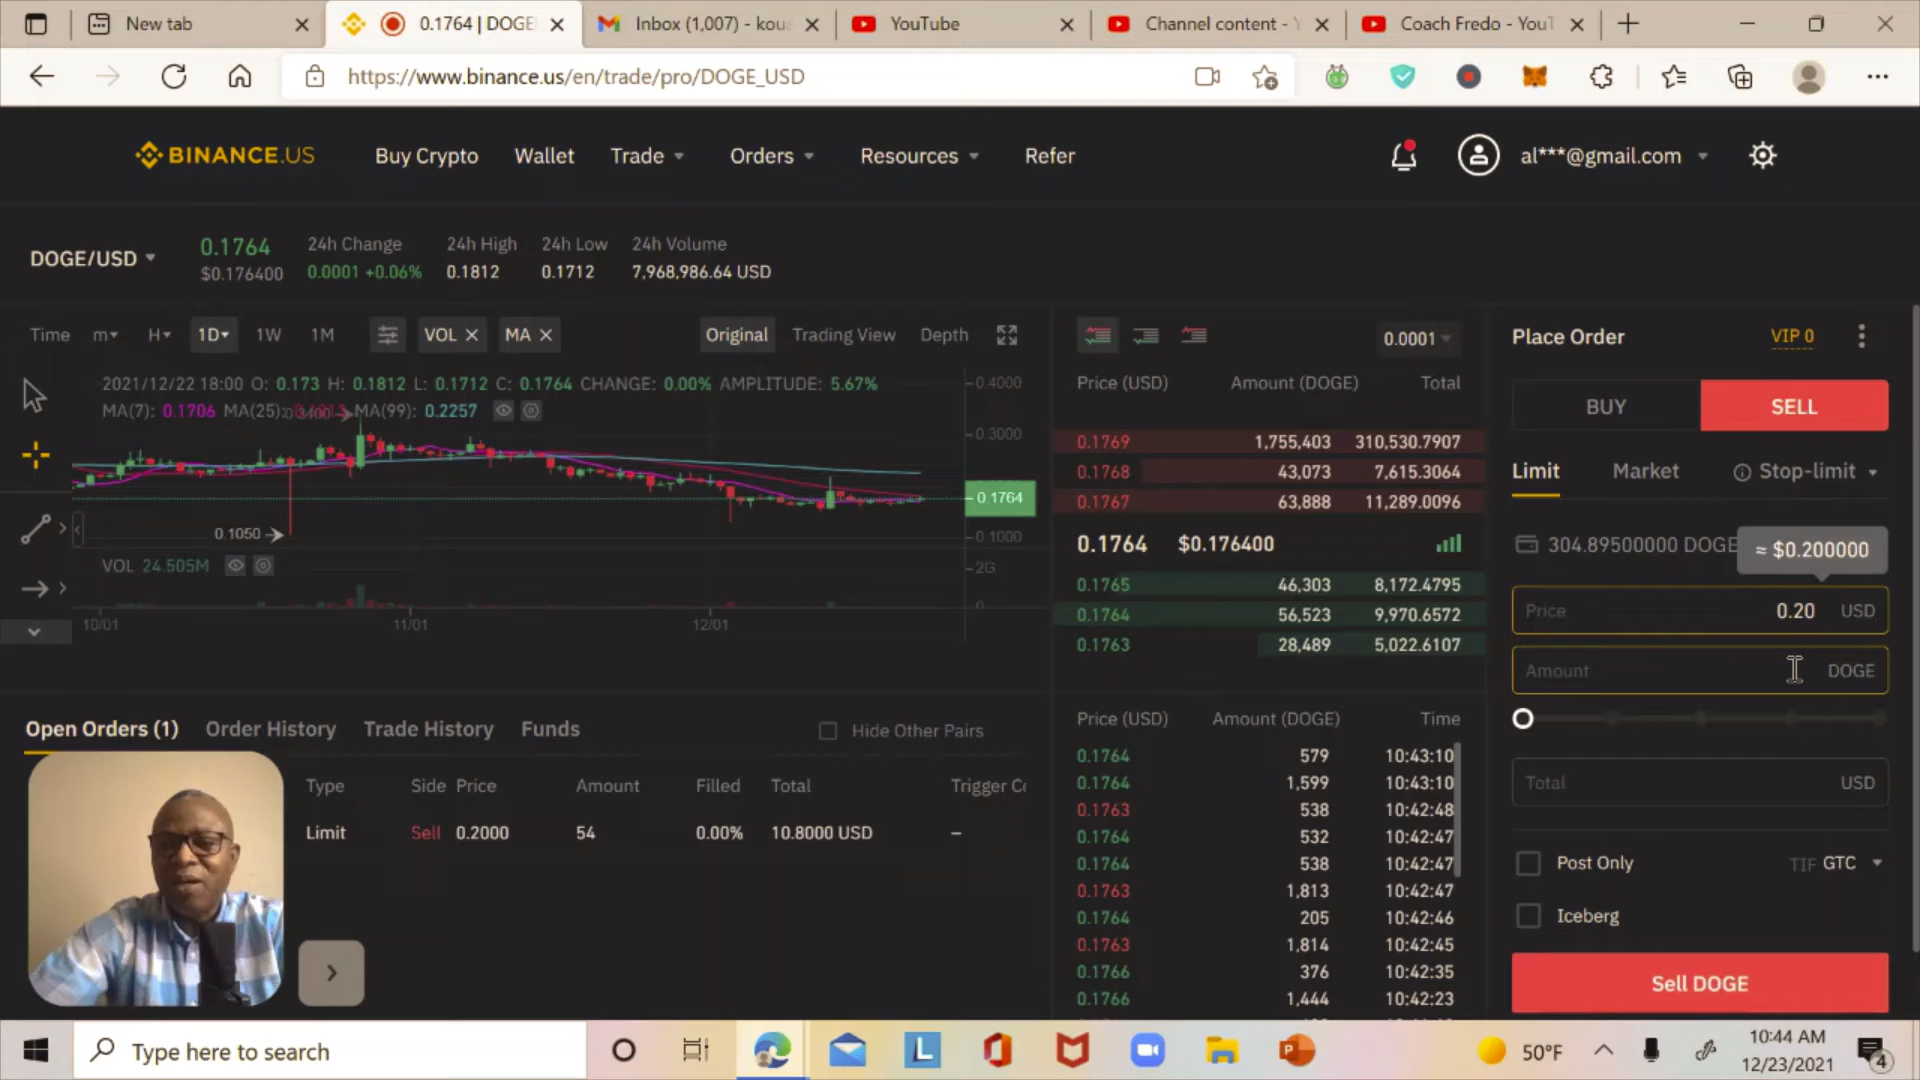 New tab
0.1764 | DOGE
Inbox (1,007) - koua
YouTube
Channel content - Y
Coach Fredo - YouT
https://www.binance.us/en/trade/pro/DOGE_USD
BINANCE.US
Buy Crypto
Wallet
Trade
Orders
Resources
Refer
al***@gmail.com
DOGE/USD
0.1764
$0.176400
24h Change
0.0001 +0.06%
24h High
0.1812
24h Low
0.1712
24h Volume
7,968,986.64 USD
Time m H 1D 1W 1M VOL MA Original Trading View Depth
2021/12/22 18:00 O: 0.173 H: 0.1812 L: 0.1712 C: 0.1764 CHANGE: 0.00% AMPLITUDE: 5.67%
MA(7): 0.1706 MA(25): MA(99): 0.2257
0.4000
0.3000
0.1764
0.1050
0.1000
VOL 24.505M
2G
0
10/01 11/01 12/01
0.0001
Price (USD) Amount (DOGE) Total
0.1769 1,755,403 310,530.7907
0.1768 43,073 7,615.3064
0.1767 63,888 11,289.0096
0.1764 $0.176400
0.1765 46,303 8,172.4795
0.1764 56,523 9,970.6572
0.1763 28,489 5,022.6107
Price (USD) Amount (DOGE) Time
0.1764 579 10:43:10
0.1764 1,599 10:43:10
0.1763 538 10:42:48
0.1764 532 10:42:47
0.1764 538 10:42:47
0.1763 1,813 10:42:47
0.1764 205 10:42:46
0.1763 1,814 10:42:45
0.1766 376 10:42:35
0.1766 1,444 10:42:23
Place Order VIP 0
BUY SELL
Limit Market Stop-limit
304.89500000 DOGE
≈ $0.200000
Price 0.20 USD
Amount DOGE
Total USD
Post Only TIF GTC
Iceberg
Sell DOGE
Open Orders (1) Order History Trade History Funds Hide Other Pairs
Type Side Price Amount Filled Total Trigger Co
Limit Sell 0.2000 54 0.00% 10.8000 USD –
Type here to search
L
P
50°F
10:44 AM
12/23/2021
4